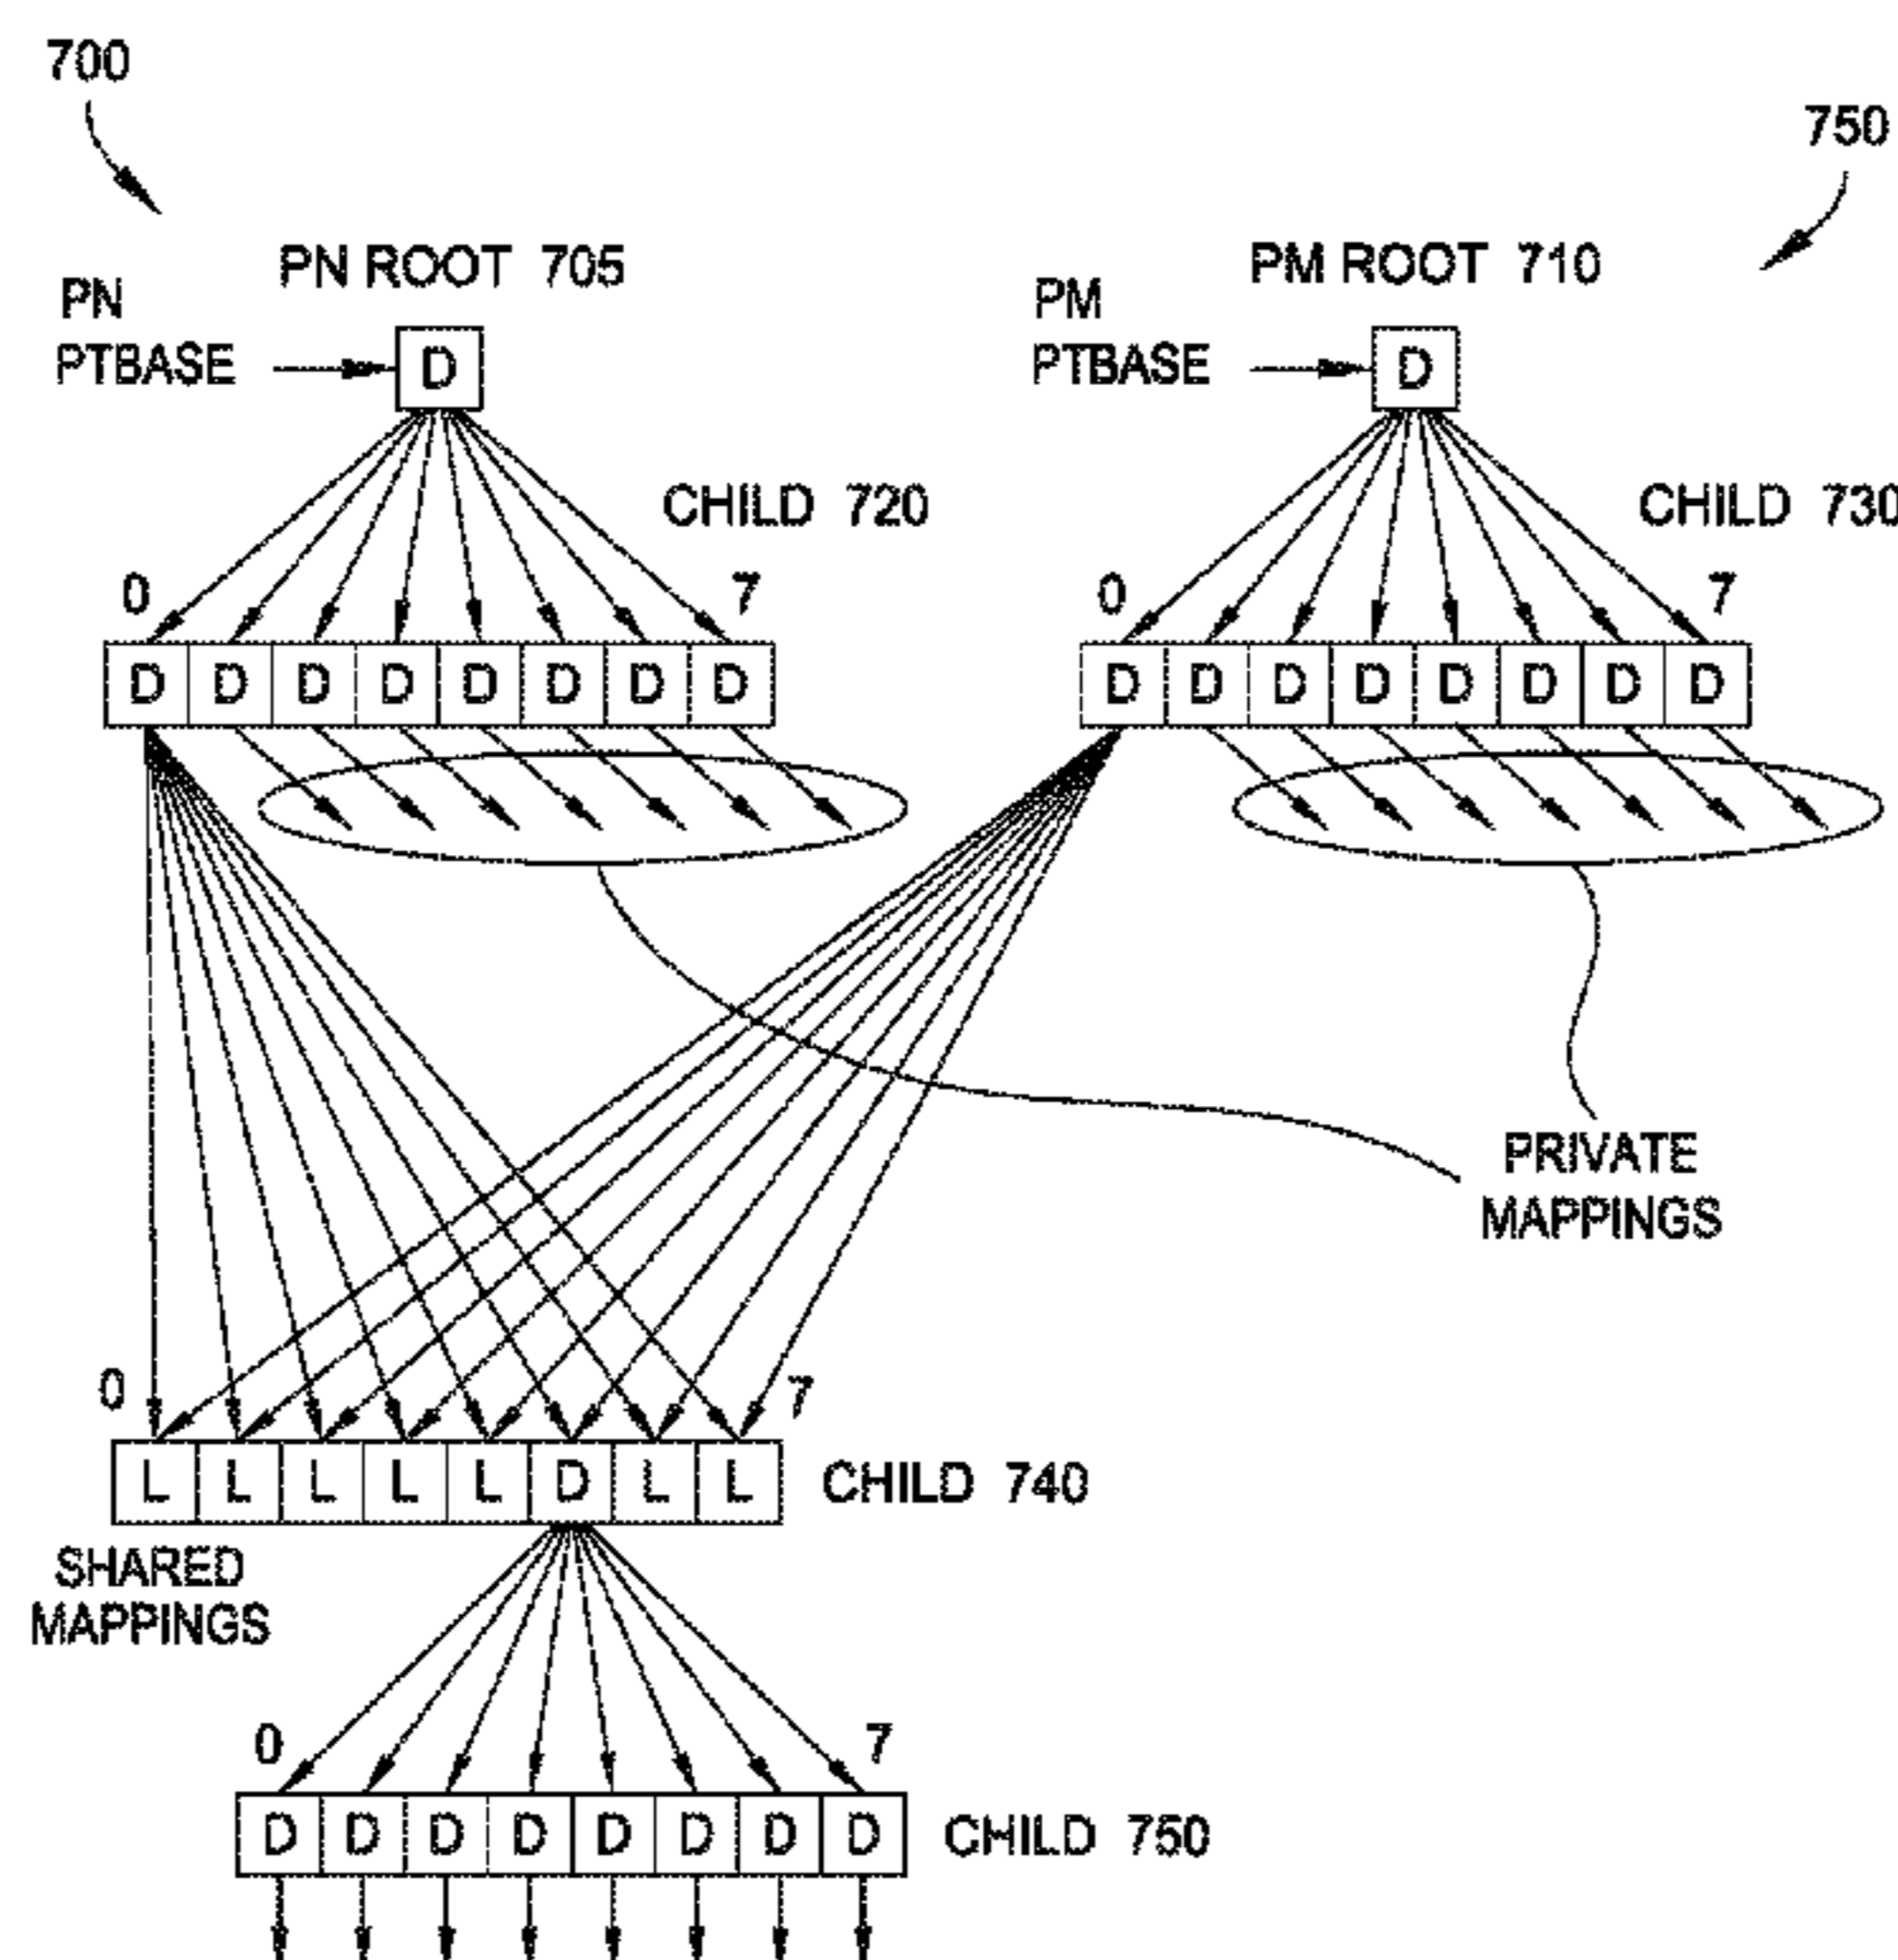 700
750
PN ROOT 705
PM ROOT 710
PN
PTBASE
D
PM
PTBASE
D
CHILD 720
CHILD 730
0 7
0 7
D D D D D D D D
D D D D D D D D
PRIVATE
MAPPINGS
0 7
L L L L L D L L
CHILD 740
SHARED
MAPPINGS
0 7
D D D D D D D D
CHILD 750